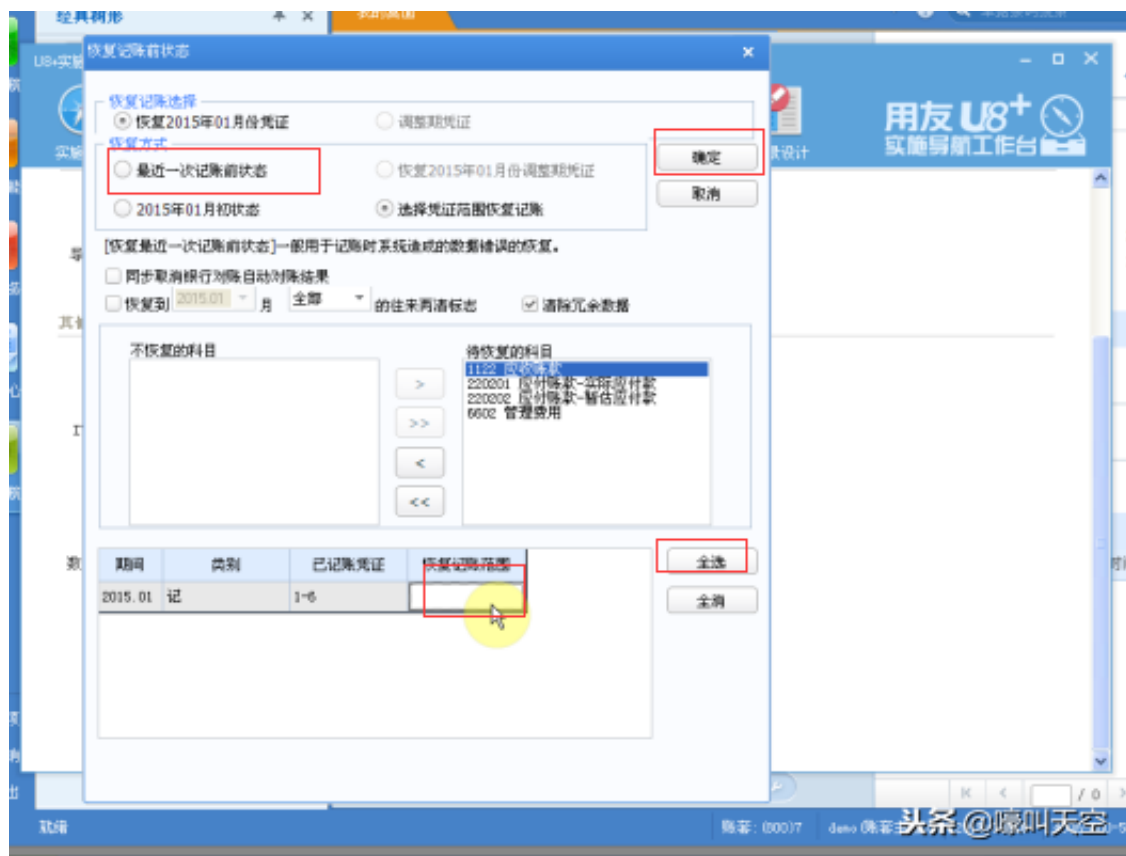 经典树形
恢复记账前状态
U8+实施
恢复记账选择
恢复2015年01月份凭证
调整期凭证
恢复方式
最近一次记账前状态
恢复2015年01月份调整期凭证
2015年01月初状态
选择凭证范围恢复记账
确定
取消
用友 U8+
实施导航工作台
[恢复最近一次记账前状态]一般用于记账时系统造成的数据错误的恢复。
同步取消银行对账自动对账结果
恢复到 2015.01 月 全部 的往来两清标志
清除冗余数据
不恢复的科目
待恢复的科目
1122 应收账款
220201 应付账款-实际应付款
220202 应付账款-暂估应付款
6602 管理费用
>
>>
<
<<
期间 类别 已记账凭证 恢复记账范围
2015.01 记 1-6
全选
全消
/ 0
就绪
账套: (800)7
头条 @嚎叫天空